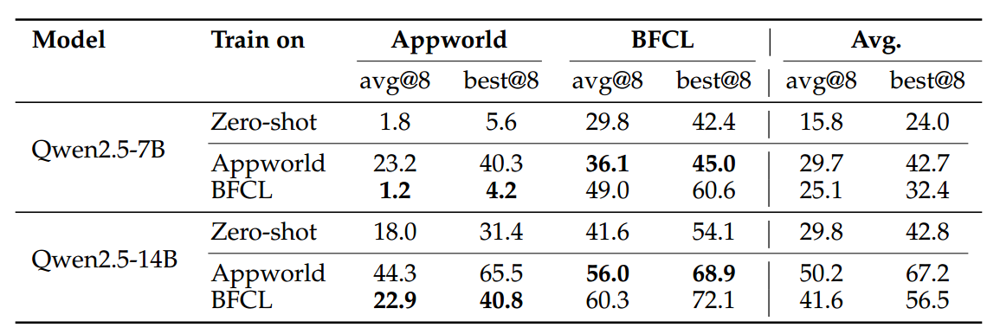 Model Train on Appworld BFCL Avg.
avg@8 best@8 avg@8 best@8 avg@8 best@8
Zero-shot 1.8 5.6 29.8 42.4 15.8 24.0
Qwen2.5-7B
Appworld 23.2 40.3 36.1 45.0 29.7 42.7
BFCL 1.2 4.2 49.0 60.6 25.1 32.4
Zero-shot 18.0 31.4 41.6 54.1 29.8 42.8
Qwen2.5-14B
Appworld 44.3 65.5 56.0 68.9 50.2 67.2
BFCL 22.9 40.8 60.3 72.1 41.6 56.5